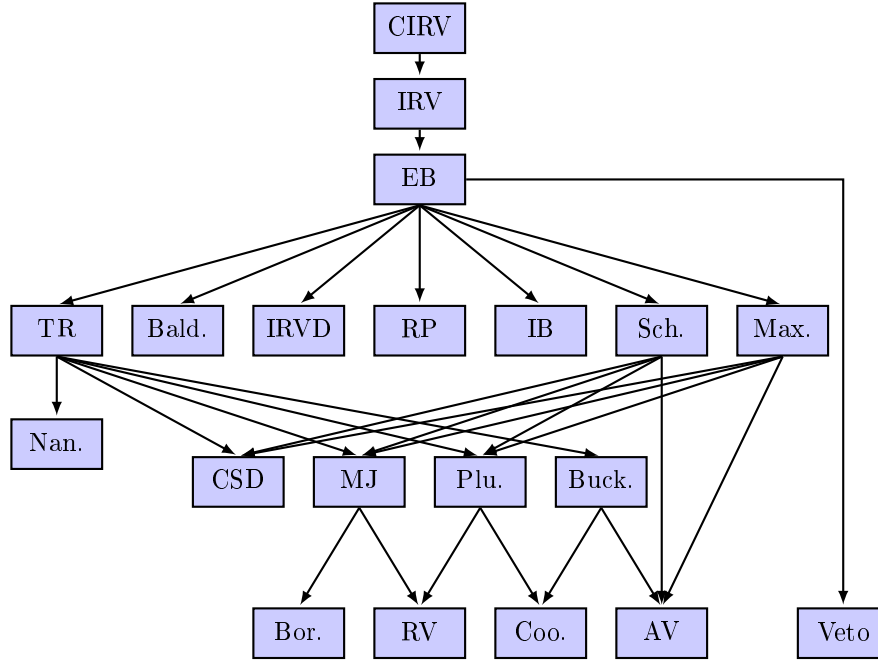 CIRV
IRV
EB
TR Bald. IRVD RP IB Sch. Max.
Nan.
CSD MJ Plu. Buck.
Bor. RV Coo. AV Veto